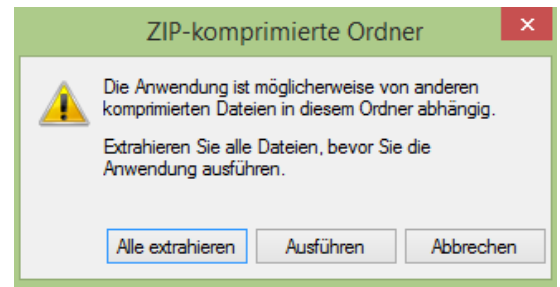 ZIP-komprimierte Ordner
Die Anwendung ist möglicherweise von anderen
komprimierten Dateien in diesem Ordner abhängig.
Extrahieren Sie alle Dateien, bevor Sie die
Anwendung ausführen.
Alle extrahieren Ausführen Abbrechen